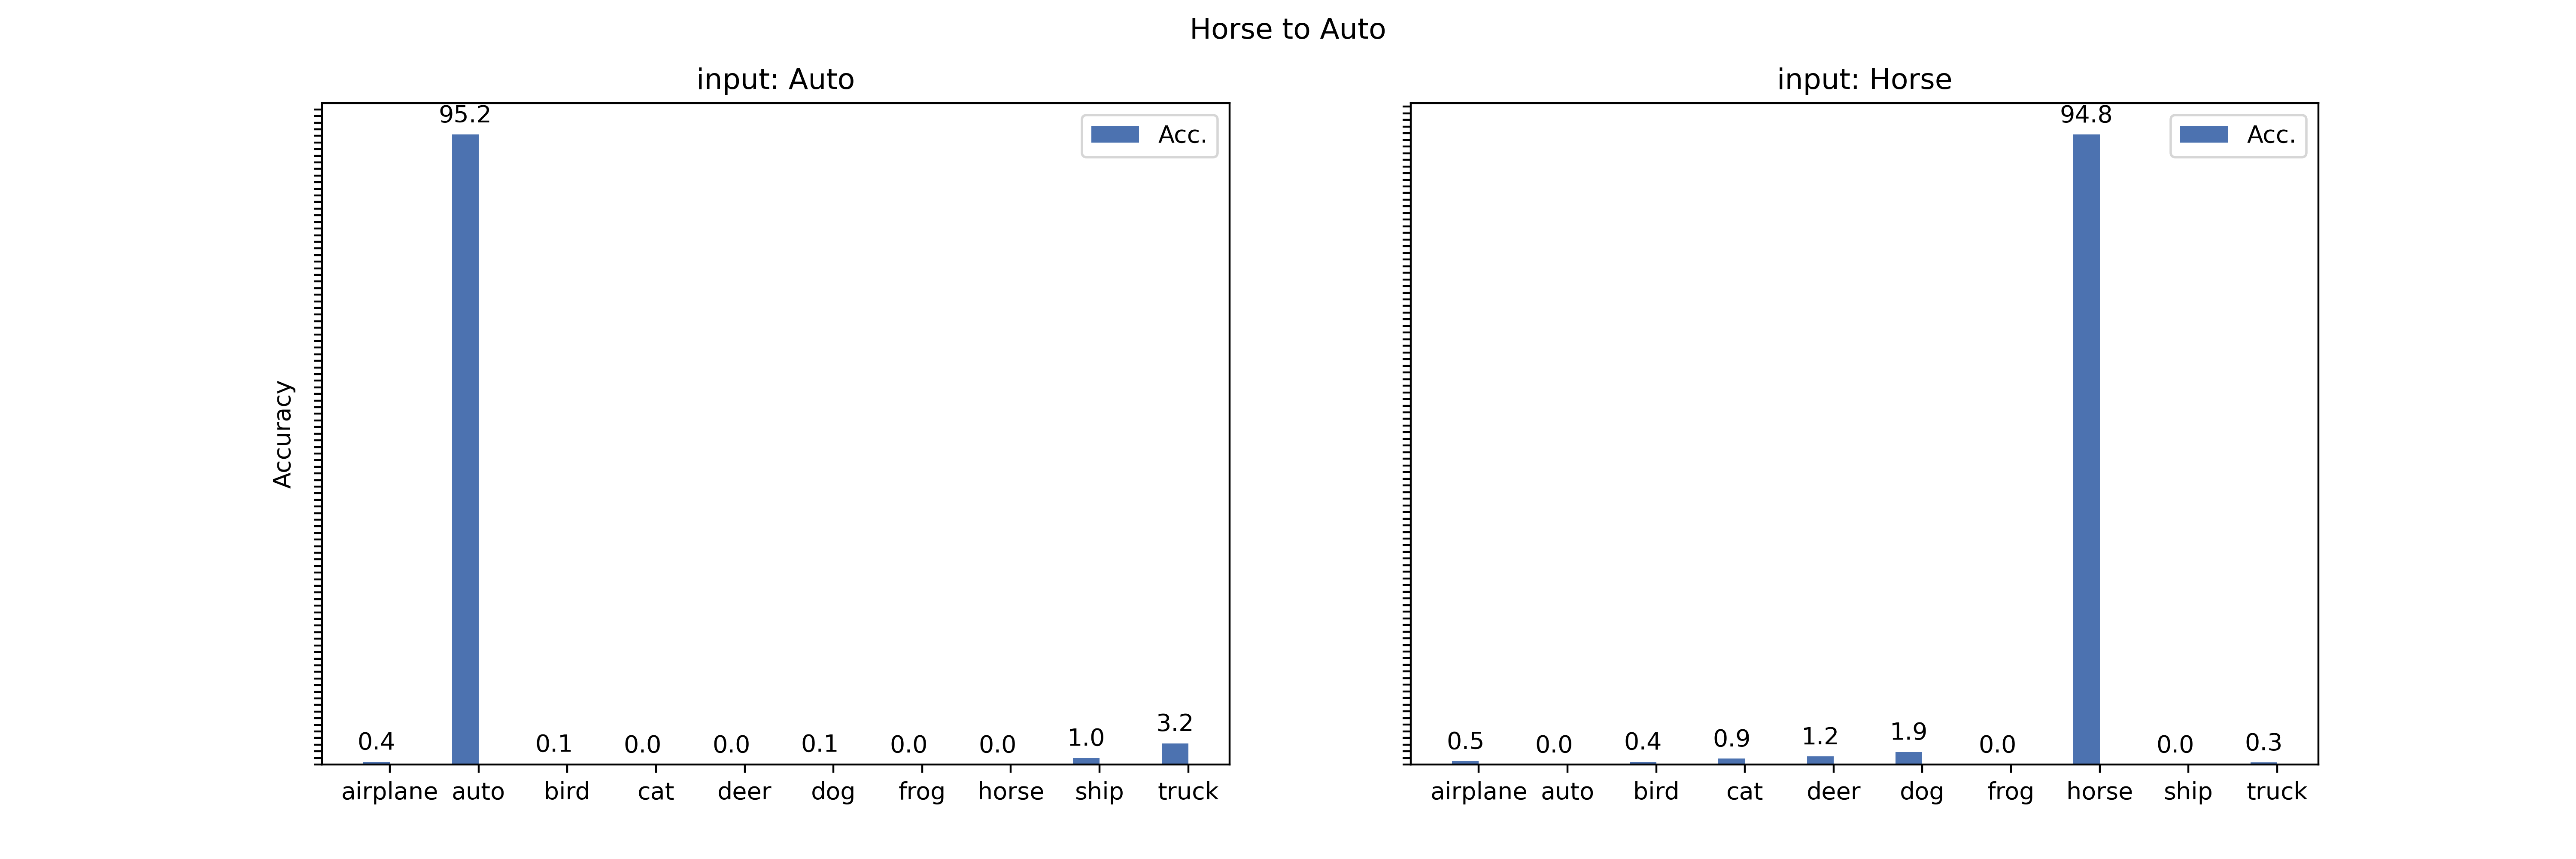 Horse to Auto
input: Auto
Accuracy
Acc.
95.2
0.4
0.1
0.0
0.0
0.1
0.0
0.0
1.0
3.2
airplane auto bird cat deer dog frog horse ship truck
input: Horse
Acc.
94.8
0.5
0.0
0.4
0.9
1.2
1.9
0.0
0.0
0.3
airplane auto bird cat deer dog frog horse ship truck